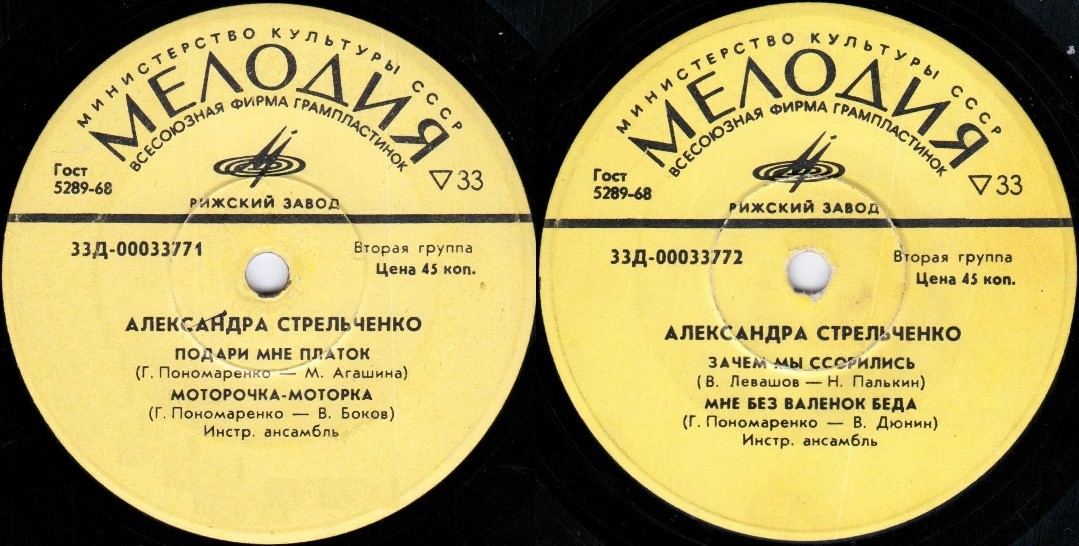 МИНИСТЕРСТВО КУЛЬТУРЫ СССР
МЕЛОДИЯ
ВСЕСОЮЗНАЯ ФИРМА ГРАМПЛАСТИНОК
Гост
5289-68
▽33
РИЖСКИЙ ЗАВОД
33Д-00033771
Вторая группа
Цена 45 коп.
АЛЕКСАНДРА СТРЕЛЬЧЕНКО
ПОДАРИ МНЕ ПЛАТОК
(Г. Пономаренко — М. Агашина)
МОТОРОЧКА-МОТОРКА
(Г. Пономаренко — В. Боков)
Инстр. ансамбль
МИНИСТЕРСТВО КУЛЬТУРЫ СССР
МЕЛОДИЯ
ВСЕСОЮЗНАЯ ФИРМА ГРАМПЛАСТИНОК
Гост
5289-68
▽33
РИЖСКИЙ ЗАВОД
33Д-00033772
Вторая группа
Цена 45 коп.
АЛЕКСАНДРА СТРЕЛЬЧЕНКО
ЗАЧЕМ МЫ ССОРИЛИСЬ
(В. Левашов — Н. Палькин)
МНЕ БЕЗ ВАЛЕНОК БЕДА
(Г. Пономаренко — В. Дюнин)
Инстр. ансамбль